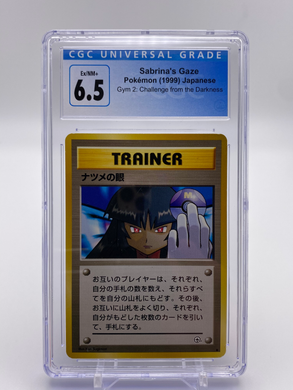 CGC UNIVERSAL GRADE
Ex/NM+
6.5
Sabrina's Gaze
Pokémon (1999) Japanese
Gym 2: Challenge from the Darkness
TRAINER
ナツメの眼
お互いのプレイヤーは、それぞれ、
自分の手札の数を数え、それらすべ
てを自分の山札にもどす。その後、
お互いに山札をよく切り、それぞれ、
自分がもどした枚数のカードを引い
て、手札にする。